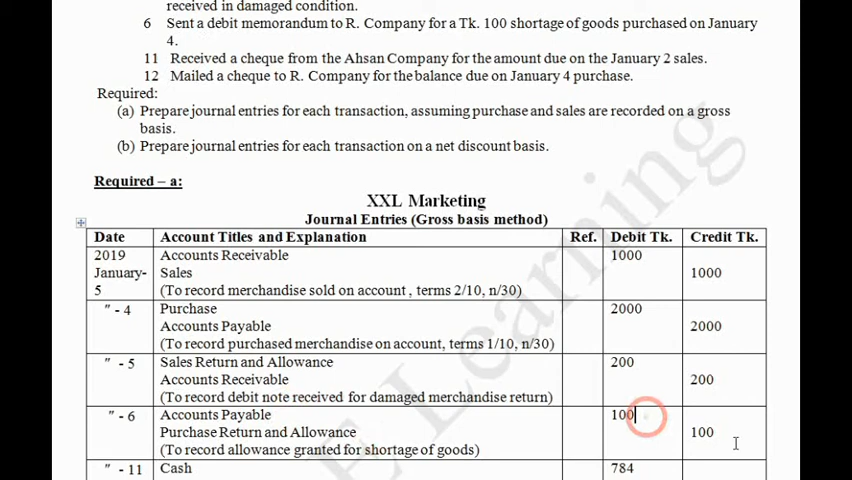 received in damaged condition.
6 Sent a debit memorandum to R. Company for a Tk. 100 shortage of goods purchased on January
4.
11 Received a cheque from the Ahsan Company for the amount due on the January 2 sales.
12 Mailed a cheque to R. Company for the balance due on January 4 purchase.
Required:
(a) Prepare journal entries for each transaction, assuming purchase and sales are recorded on a gross
basis.
(b) Prepare journal entries for each transaction on a net discount basis.
Required – a:
XXL Marketing
Journal Entries (Gross basis method)
Date Account Titles and Explanation Ref. Debit Tk. Credit Tk.
2019 Accounts Receivable 1000
January- Sales 1000
5 (To record merchandise sold on account , terms 2/10, n/30)
" - 4 Purchase 2000
Accounts Payable 2000
(To record purchased merchandise on account, terms 1/10, n/30)
" - 5 Sales Return and Allowance 200
Accounts Receivable 200
(To record debit note received for damaged merchandise return)
" - 6 Accounts Payable 100
Purchase Return and Allowance 100
(To record allowance granted for shortage of goods)
" - 11 Cash 784
E Learning